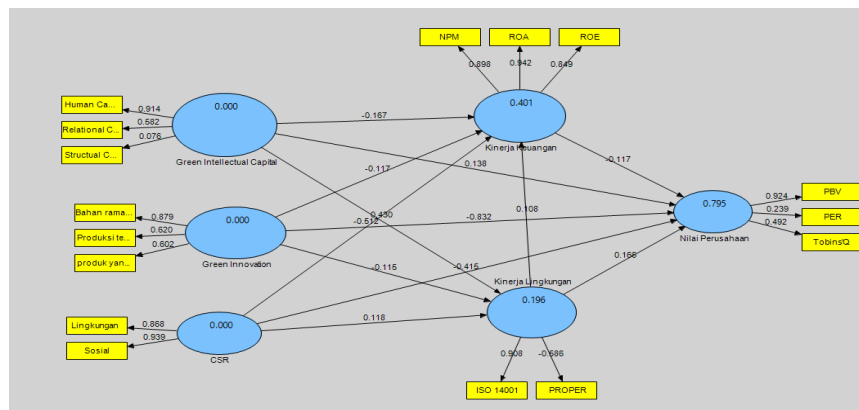 NPM
ROA
ROE
0.898
0.942
0.849
0.401
Kinerja Keuangan
Human Ca...
Relational C...
Structual C...
0.914
0.582
0.076
0.000
Green Intellectual Capital
-0.167
-0.117
0.138
-0.117
-0.512
0.430
0.108
-0.832
Bahan rama...
Produksi te...
produk yan...
0.879
0.620
0.602
0.000
Green Innovation
-0.115
-0.415
0.165
PBV
PER
Tobins'Q
0.924
0.239
0.492
0.795
Nilai Perusahaan
Kinerja Lingkungan
0.196
Lingkungan
Sosial
0.868
0.939
0.000
CSR
0.118
0.908
-0.686
ISO 14001
PROPER